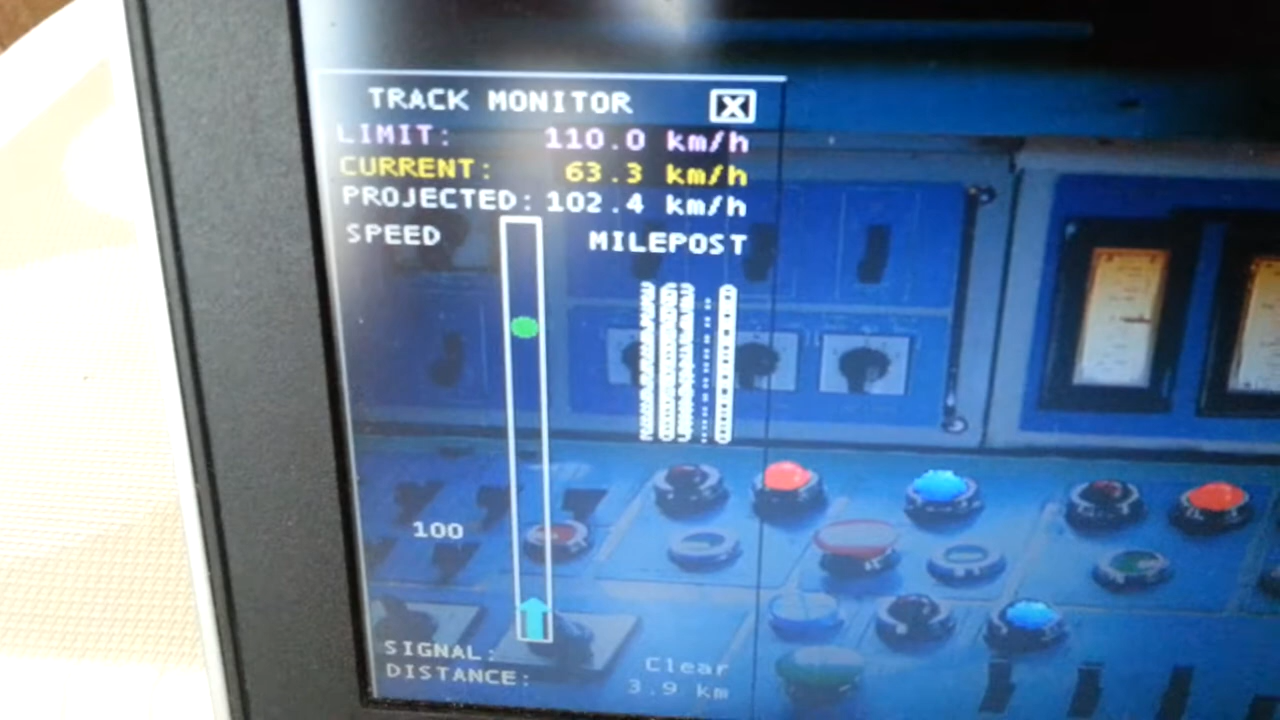 TRACK MONITOR X
LIMIT: 110.0 km/h
CURRENT: 63.3 km/h
PROJECTED: 102.4 km/h
SPEED MILEPOST
100
SIGNAL: Clear
DISTANCE: 3.9 km